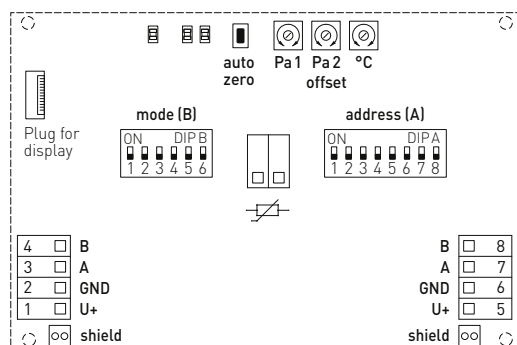 auto zero
Pa 1
Pa 2
°C
offset
Plug for
display
mode (B)
ON DIP B
1 2 3 4 5 6
address (A)
ON DIP A
1 2 3 4 5 6 7 8
4 B
3 A
2 GND
1 U+
shield
B 8
A 7
GND 6
U+ 5
shield